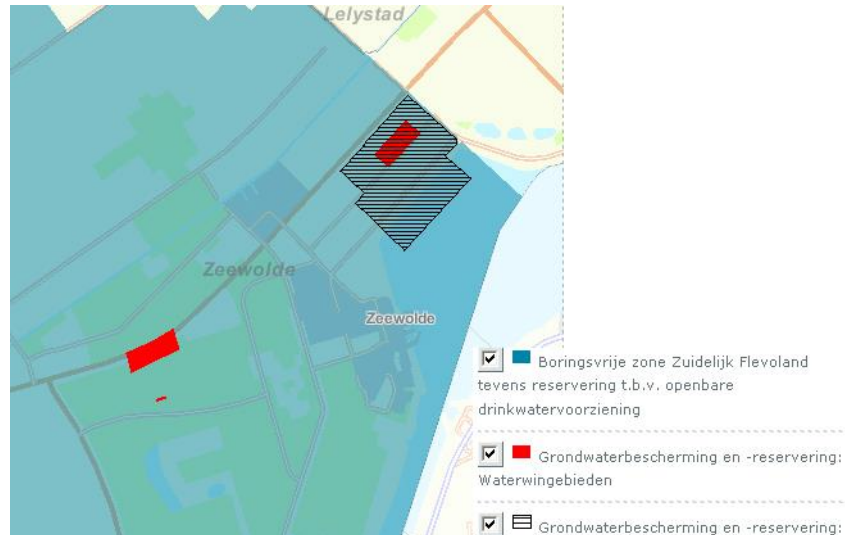 Lelystad
Zeewolde
Zeewolde
Boringsvrije zone Zuidelijk Flevoland
tevens reservering t.b.v. openbare
drinkwatervoorziening
Grondwaterbescherming en -reservering:
Waterwingebieden
Grondwaterbescherming en -reservering: